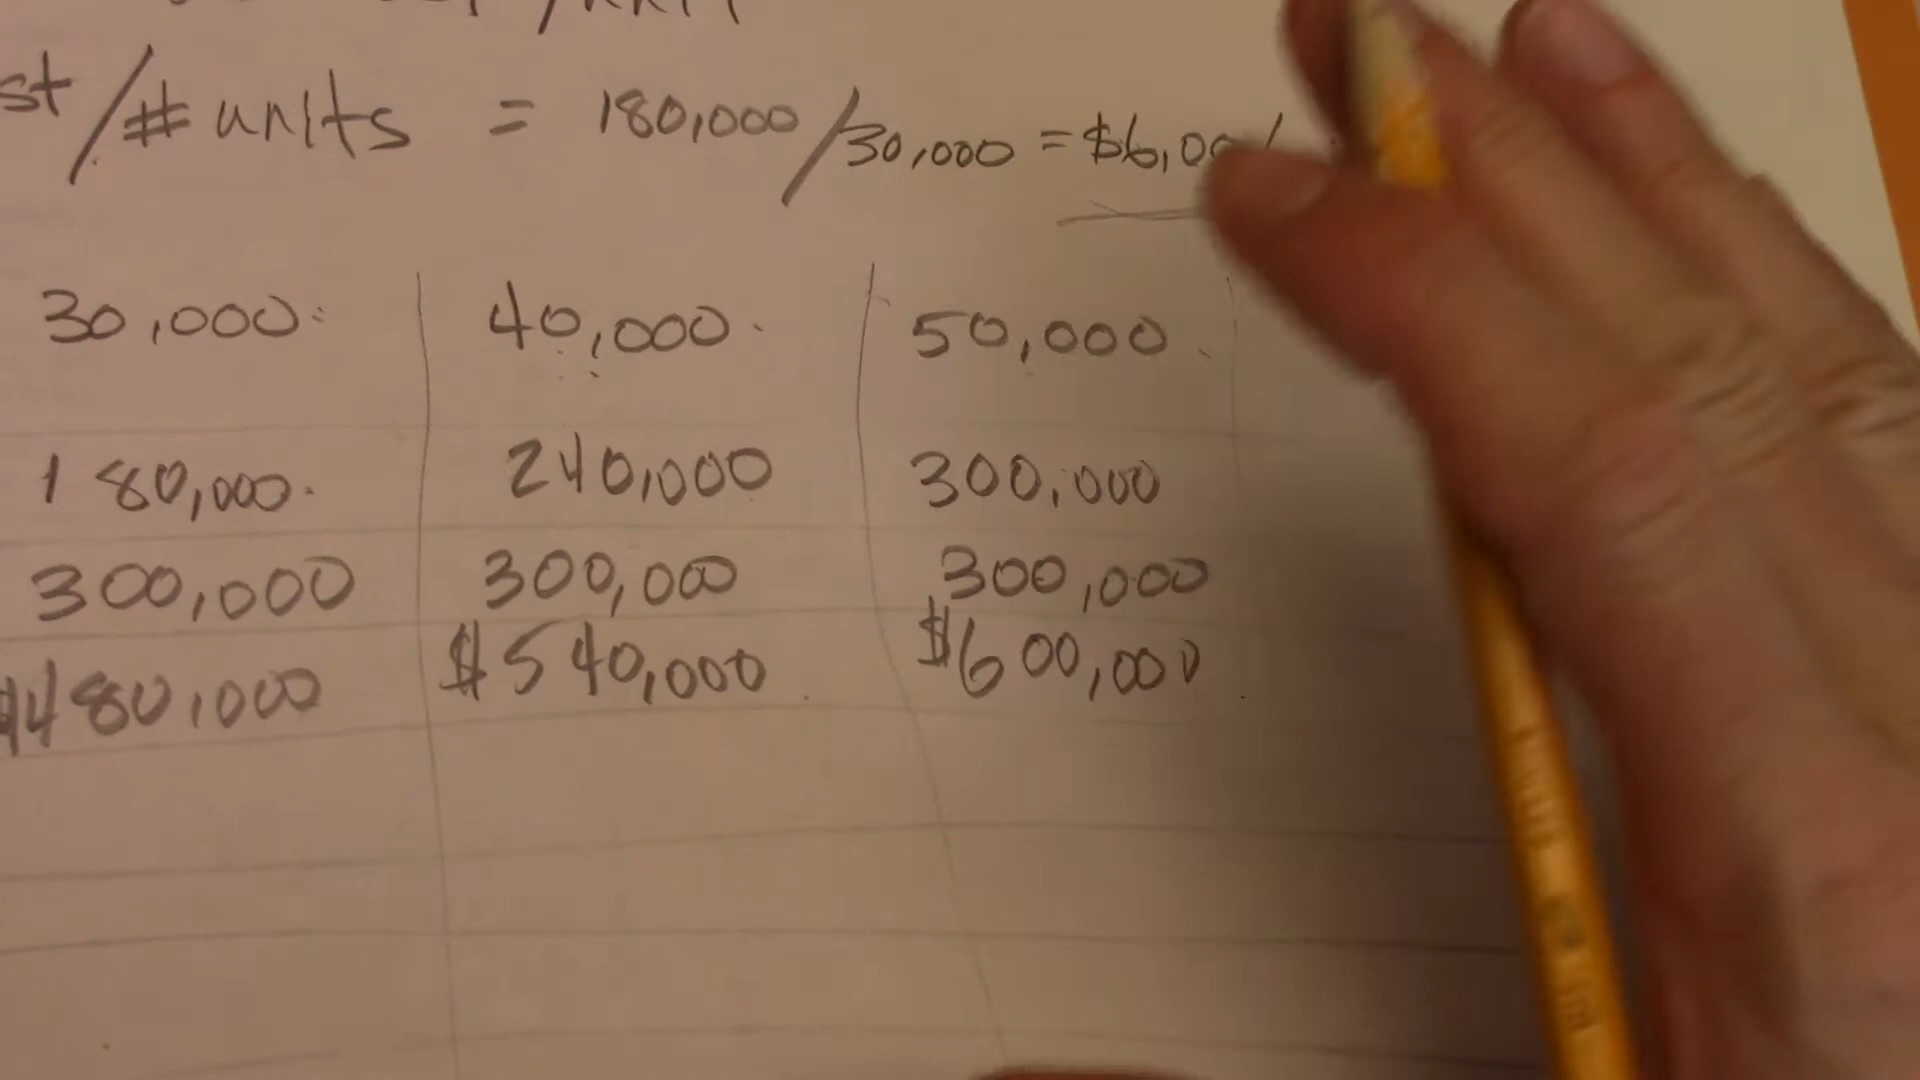 st/# units = 180,000/30,000 = $6,00/
30,000 40,000 50,000
180,000 240,000 300,000
300,000 300,000 300,000
$480,000 $540,000 $600,000